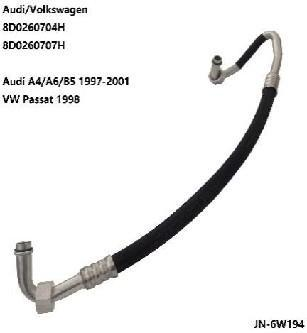 Audi/Volkswagen
8D0260704H
8D0260707H
Audi A4/A6/B5 1997-2001
VW Passat 1998
JN-6W194